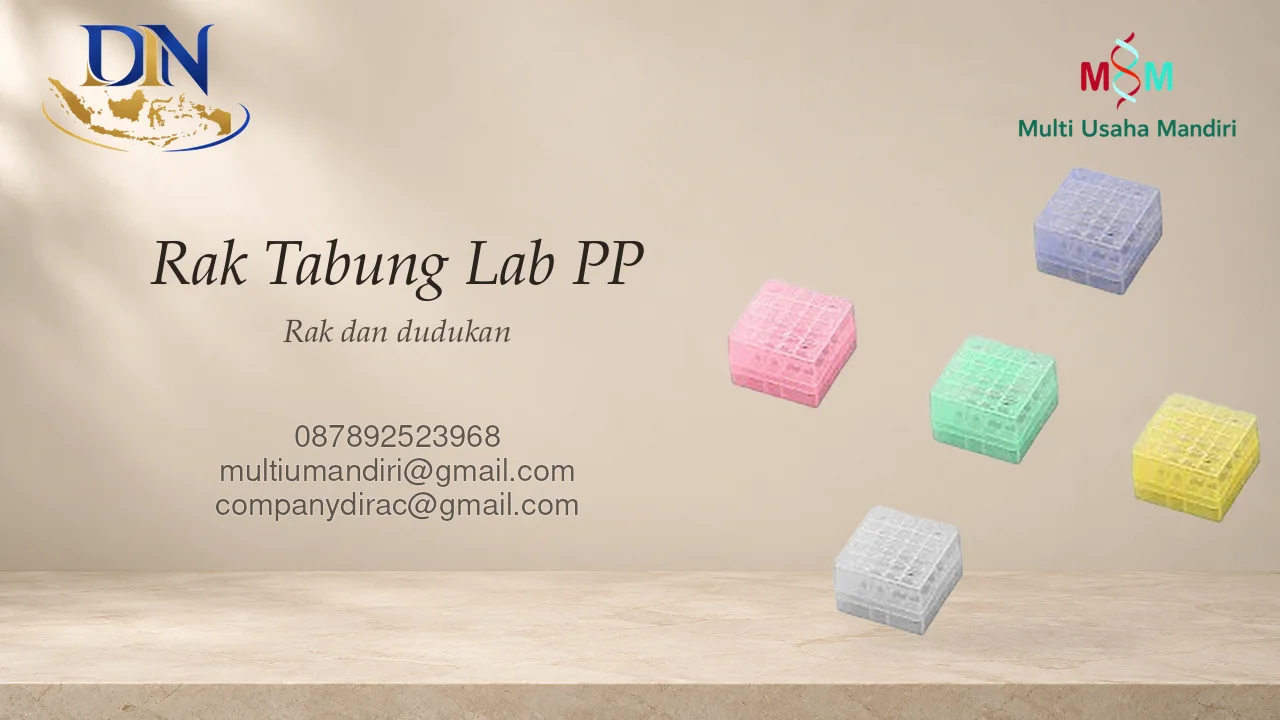 DN
M M
Multi Usaha Mandiri
Rak Tabung Lab PP
Rak dan dudukan
087892523968
multiumandiri@gmail.com
companydirac@gmail.com